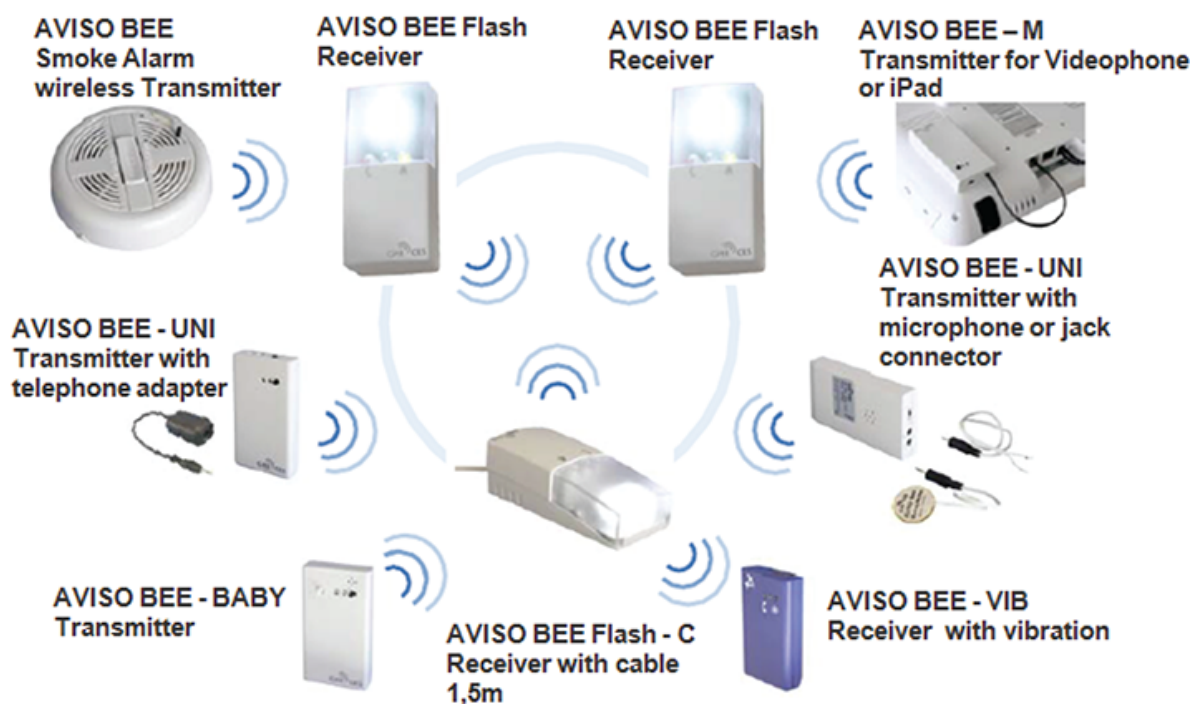 AVISO BEE
Smoke Alarm
wireless Transmitter
AVISO BEE Flash
Receiver
AVISO BEE Flash
Receiver
AVISO BEE – M
Transmitter for Videophone
or iPad
AVISO BEE - UNI
Transmitter with
telephone adapter
AVISO BEE - UNI
Transmitter with
microphone or jack
connector
AVISO BEE - BABY
Transmitter
AVISO BEE Flash - C
Receiver with cable
1,5m
AVISO BEE - VIB
Receiver with vibration